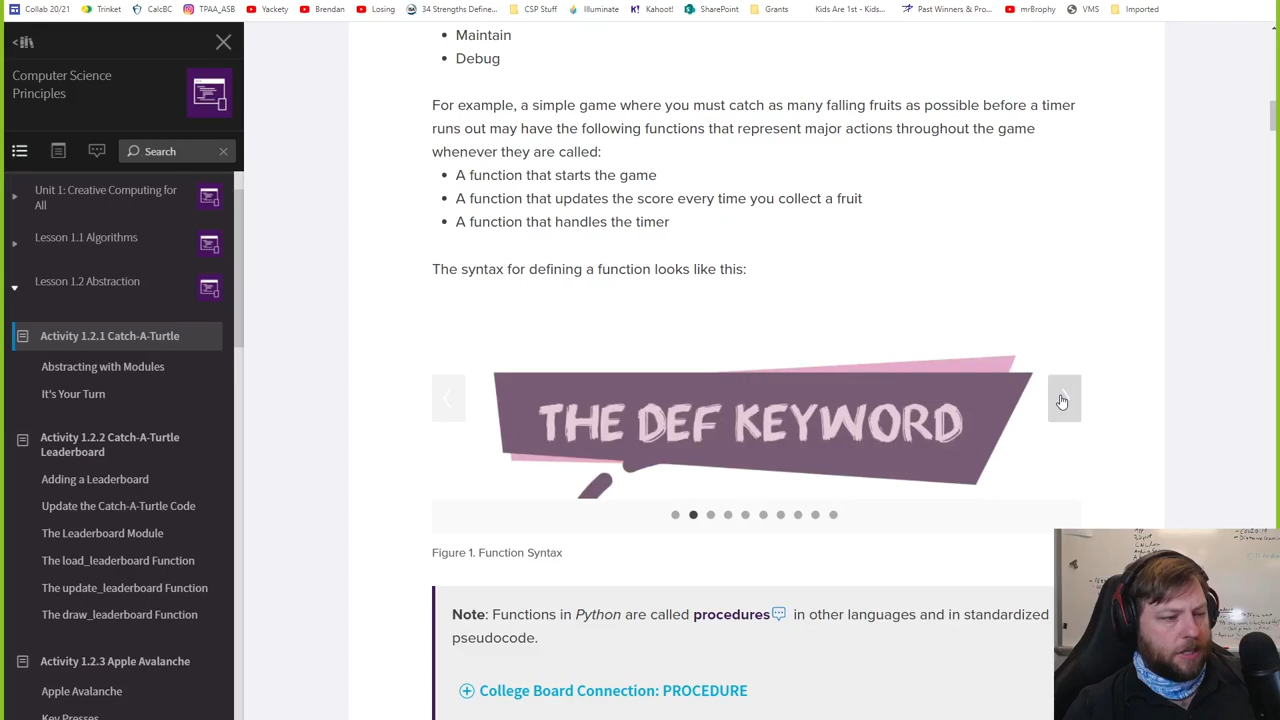 Collab 20/21
Trinket
CalcBC
TPAA_ASB
Yackety
Brendan
Losing
34 Strengths Define...
CSP Stuff
Illuminate
Kahoot!
SharePoint
Grants
Kids Are 1st - Kids...
Past Winners & Pro...
mrBrophy
VMS
Imported
Computer Science
Principles
Search
Unit 1: Creative Computing for
All
Lesson 1.1 Algorithms
Lesson 1.2 Abstraction
Activity 1.2.1 Catch-A-Turtle
Abstracting with Modules
It's Your Turn
Activity 1.2.2 Catch-A-Turtle
Leaderboard
Adding a Leaderboard
Update the Catch-A-Turtle Code
The Leaderboard Module
The load_leaderboard Function
The update_leaderboard Function
The draw_leaderboard Function
Activity 1.2.3 Apple Avalanche
Apple Avalanche
Key Presses
• Maintain
• Debug
For example, a simple game where you must catch as many falling fruits as possible before a timer
runs out may have the following functions that represent major actions throughout the game
whenever they are called:
• A function that starts the game
• A function that updates the score every time you collect a fruit
• A function that handles the timer
The syntax for defining a function looks like this:
THE DEF KEYWORD
Figure 1. Function Syntax
Note: Functions in Python are called procedures in other languages and in standardized
pseudocode.
College Board Connection: PROCEDURE